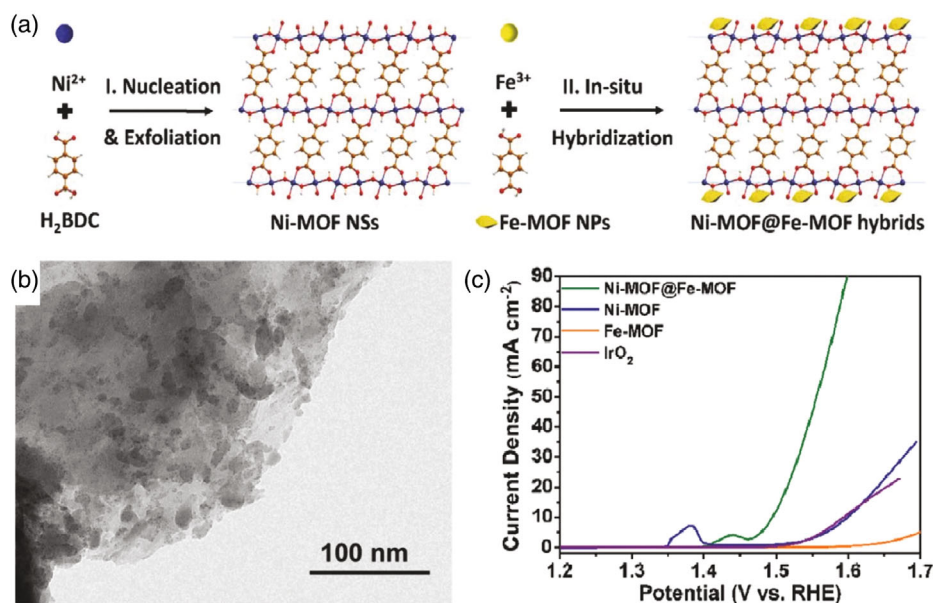 (a)
Ni²⁺
+
H₂BDC
I. Nucleation
& Exfoliation
Ni-MOF NSs
Fe³⁺
+
Fe-MOF NPs
II. In-situ
Hybridization
Ni-MOF@Fe-MOF hybrids
(b)
100 nm
(c)
Ni-MOF@Fe-MOF
Ni-MOF
Fe-MOF
IrO₂
Current Density (mA cm⁻²)
90
80
70
60
50
40
30
20
10
0
1.2
1.3
1.4
1.5
1.6
1.7
Potential (V vs. RHE)